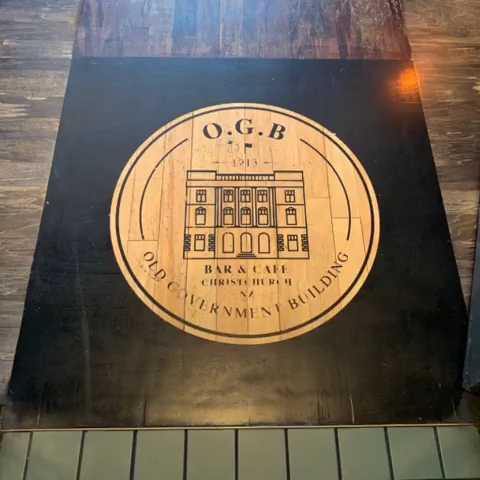 O.G.B
1913
BAR & CAFE
CHRISTCHURCH
NZ
OLD GOVERNMENT BUILDING